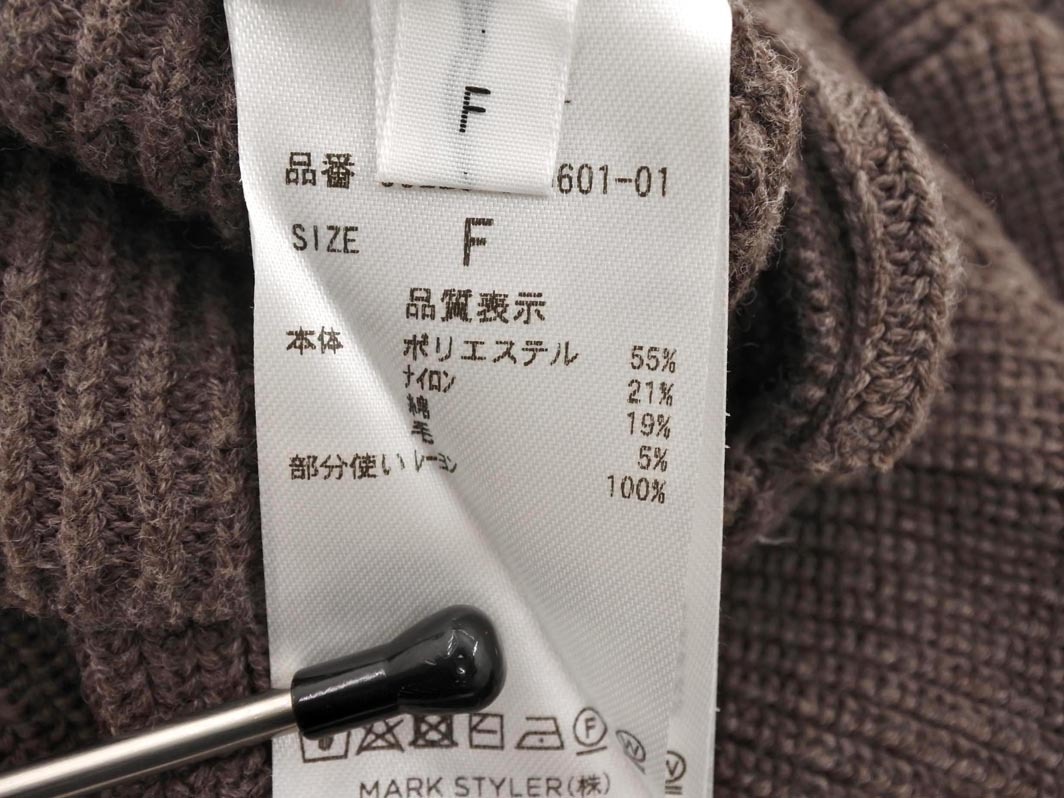 F
品番 601-01
SIZE F
品質表示
本体 ポリエステル 55%
ナイロン 21%
綿 19%
毛 5%
部分使い レーヨン 100%
F
W
W
MARK STYLER(株)